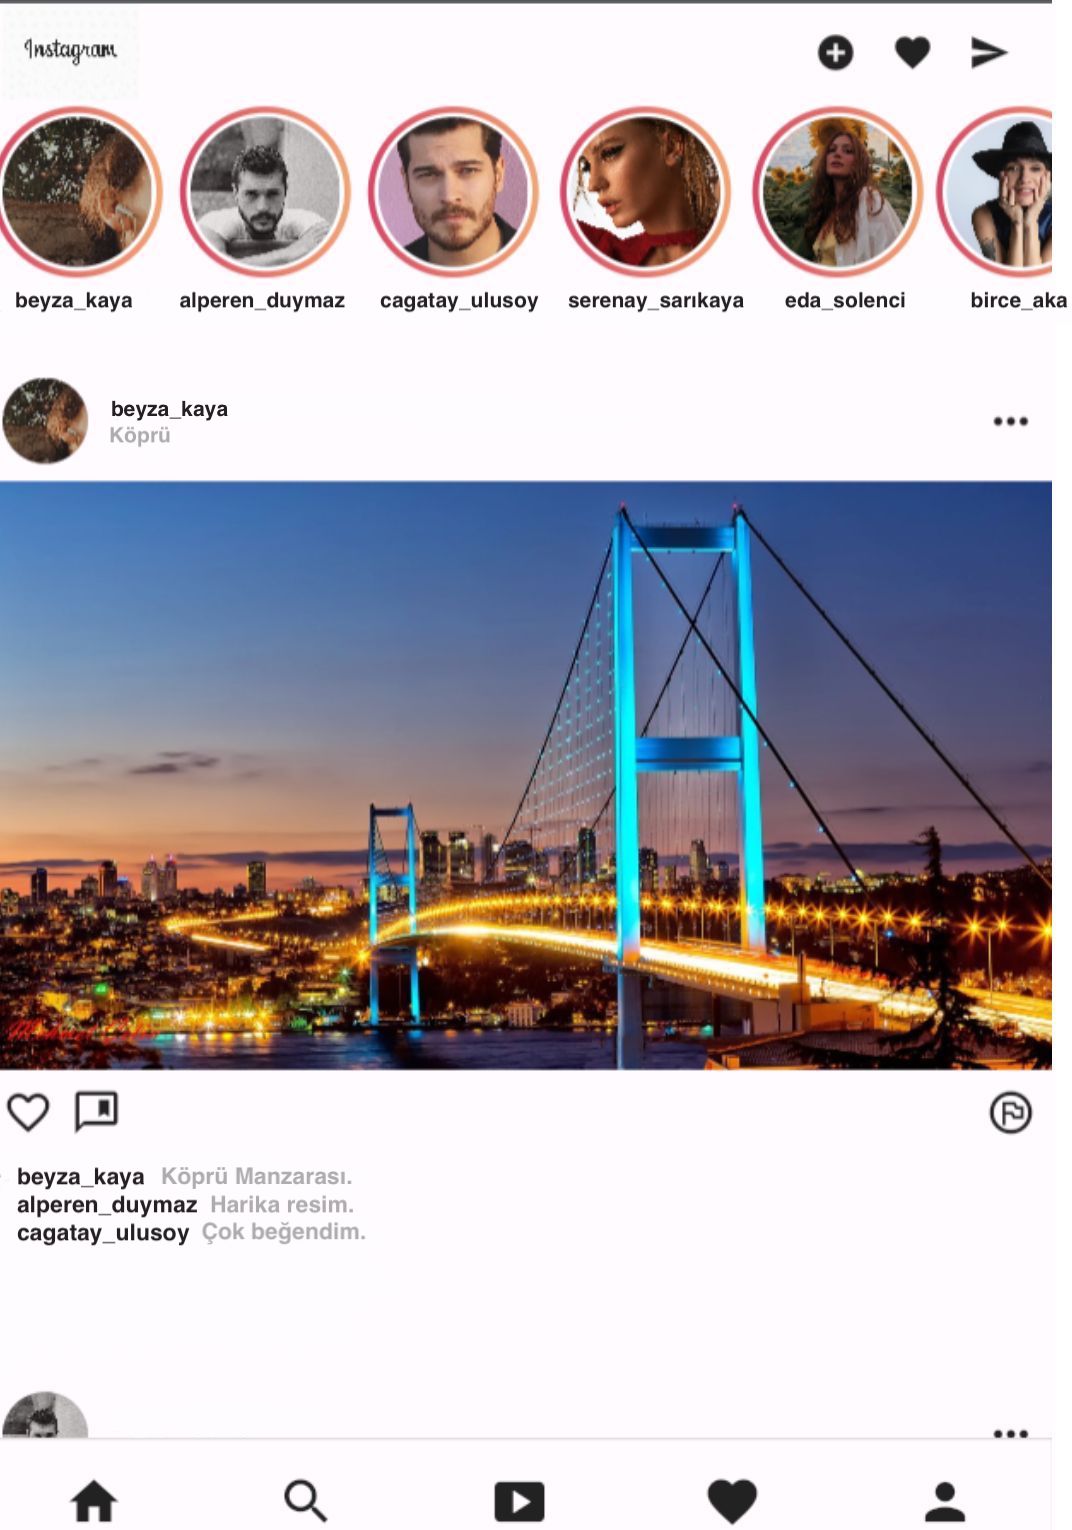 Instagram
beyza_kaya alperen_duymaz cagatay_ulusoy serenay_sarıkaya eda_solenci birce_aka
beyza_kaya
Köprü
beyza_kaya Köprü Manzarası.
alperen_duymaz Harika resim.
cagatay_ulusoy Çok beğendim.